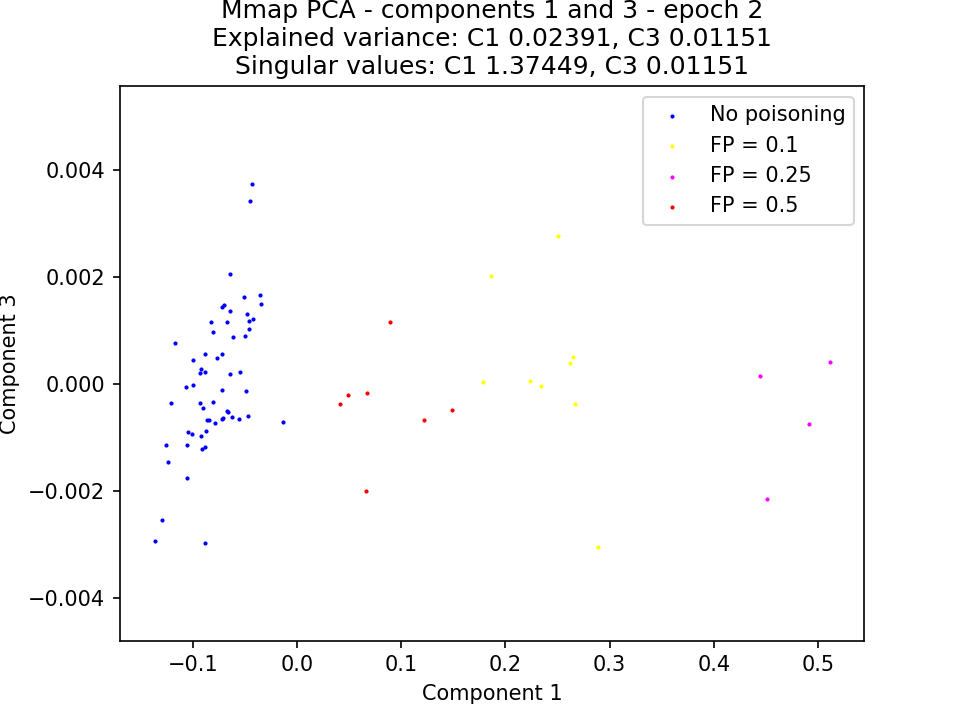 Mmap PCA - components 1 and 3 - epoch 2
Explained variance: C1 0.02391, C3 0.01151
Singular values: C1 1.37449, C3 0.01151
No poisoning
FP = 0.1
FP = 0.25
FP = 0.5
Component 3
0.004
0.002
0.000
−0.002
−0.004
−0.1
0.0
0.1
0.2
0.3
0.4
0.5
Component 1